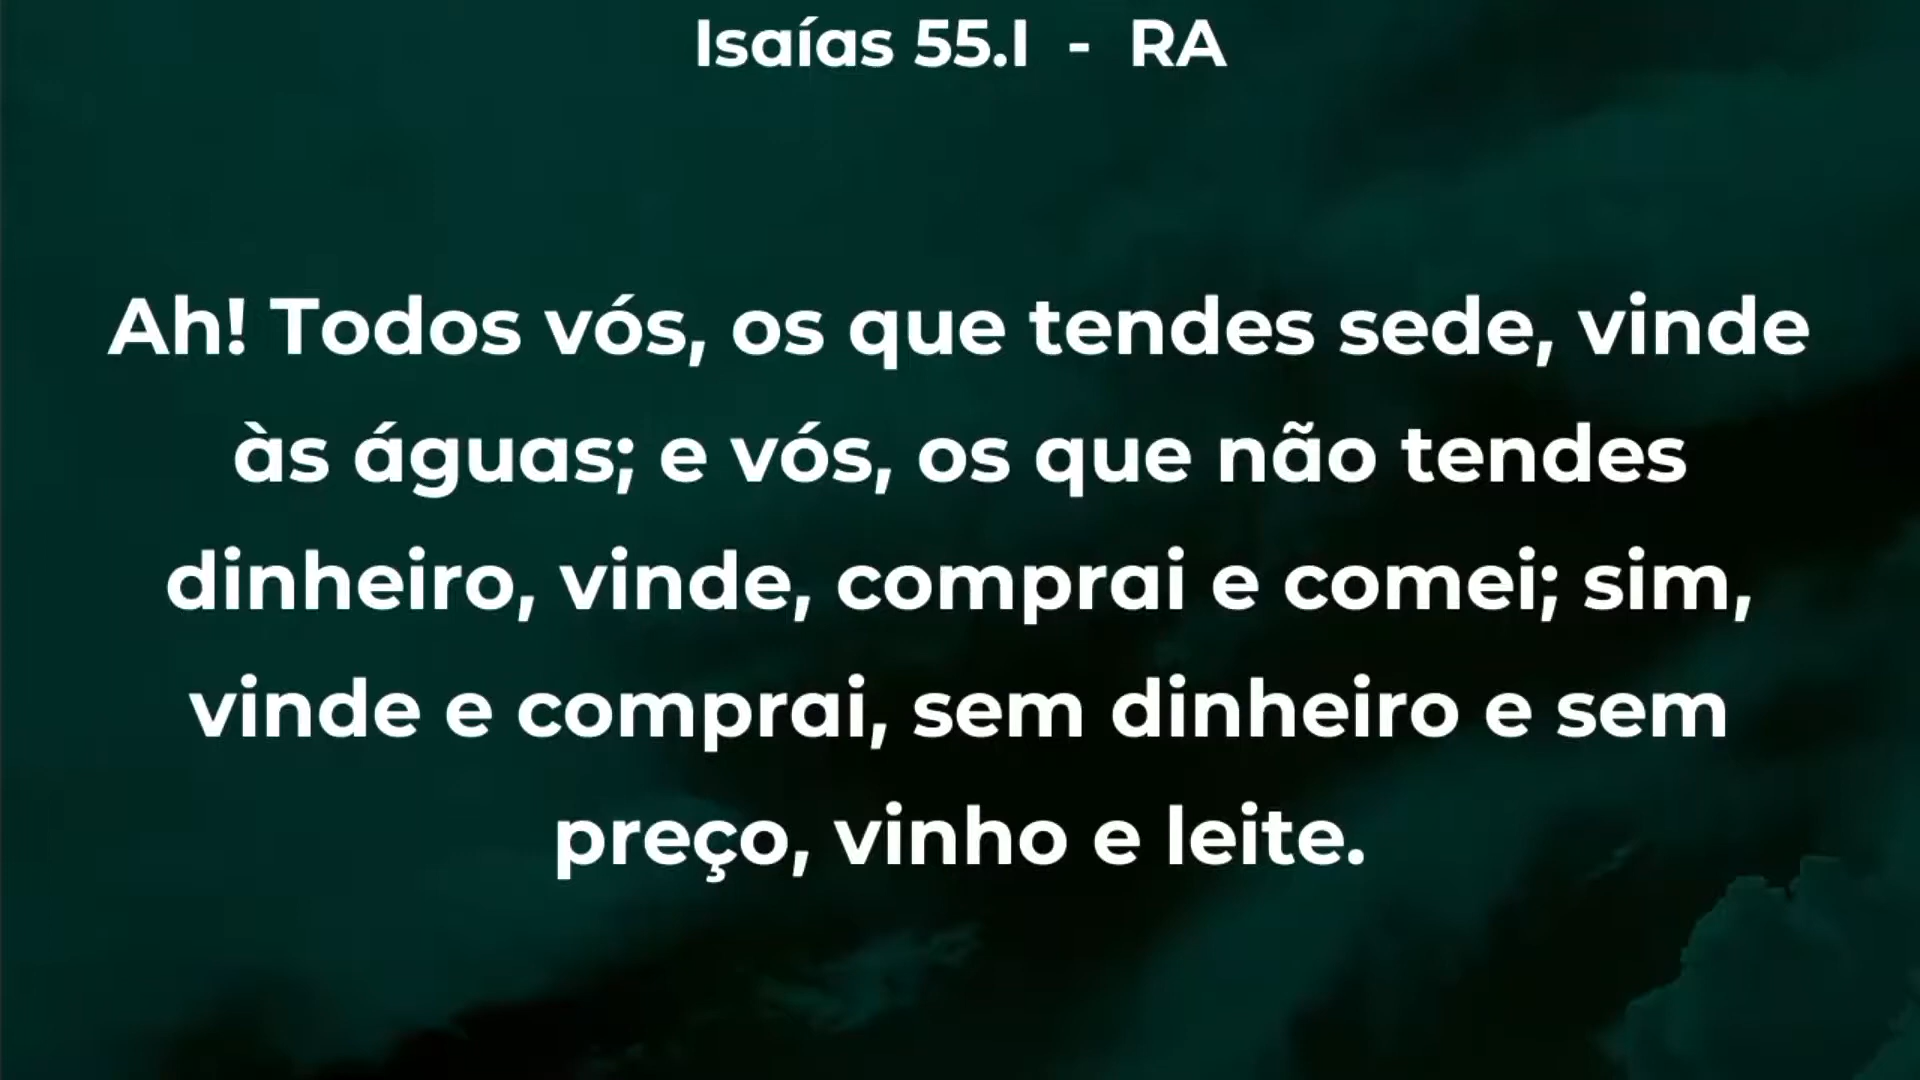 Isaías 55.I - RA
Ah! Todos vós, os que tendes sede, vinde
às águas; e vós, os que não tendes
dinheiro, vinde, comprai e comei; sim,
vinde e comprai, sem dinheiro e sem
preço, vinho e leite.